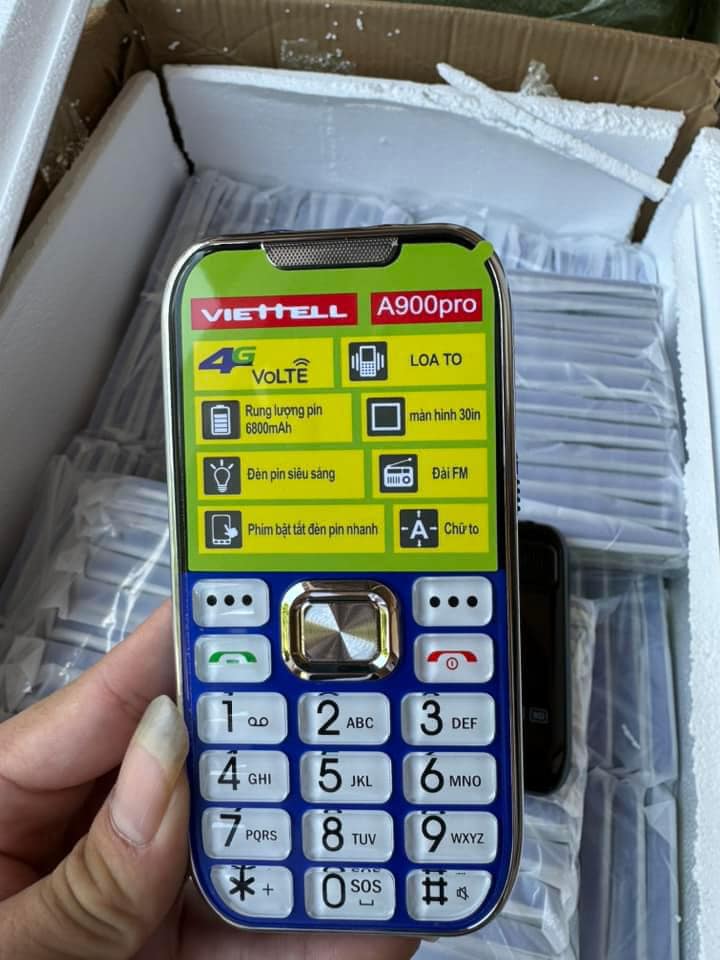 VIETTELL A900pro
4G VoLTE LOA TO
Rung lượng pin 6800mAh
màn hình 30in
Đèn pin siêu sáng
Đài FM
Phím bật tắt đèn pin nhanh
A Chữ to
1
2 ABC
3 DEF
4 GHI
5 JKL
6 MNO
7 PQRS
8 TUV
9 WXYZ
* +
0 SOS
#